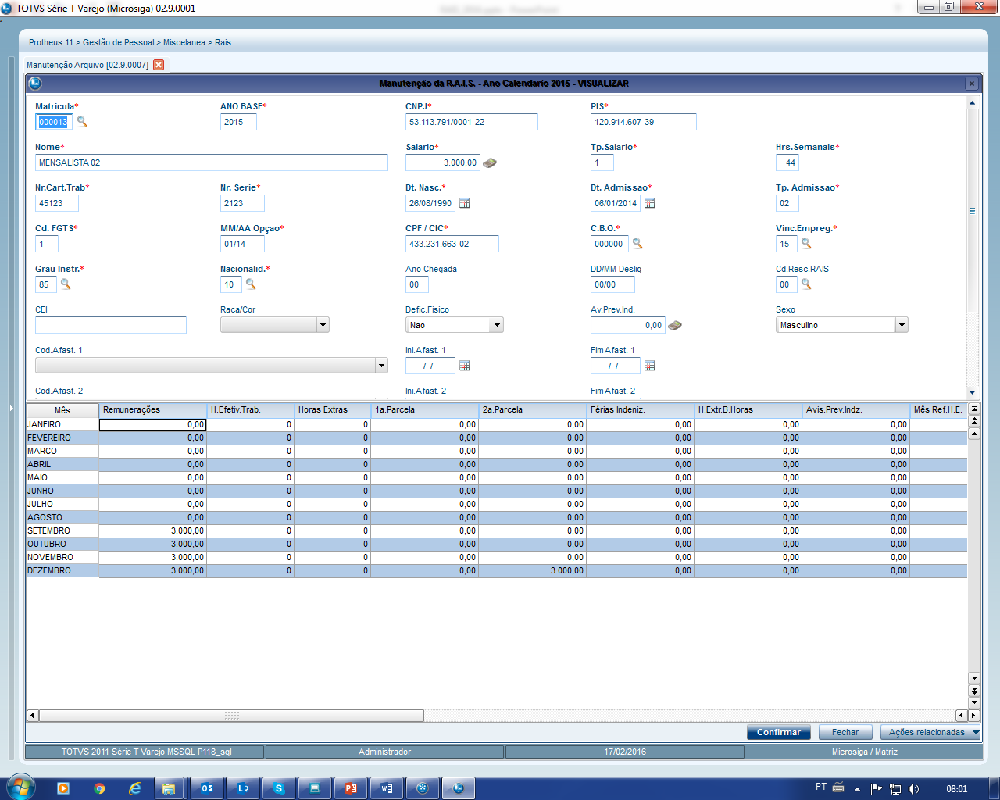 TOTVS Série T Varejo (Microsiga) 02.9.0001
Protheus 11 > Gestão de Pessoal > Miscelanea > Rais
Manutenção Arquivo [02.9.0007]
Manutenção da R.A.I.S. - Ano Calendario 2015 - VISUALIZAR
Matricula* ANO BASE* CNPJ* PIS*
000013 2015 53.113.791/0001-22 120.914.607-39
Nome* Salario* Tp.Salario* Hrs.Semanais*
MENSALISTA 02 3.000,00 1 44
Nr.Cart.Trab* Nr. Serie* Dt. Nasc.* Dt. Admissao* Tp. Admissao*
45123 2123 26/08/1990 06/01/2014 02
Cd. FGTS* MM/AA Opçao* CPF / CIC* C.B.O.* Vinc.Empreg.*
1 01/14 433.231.663-02 000000 15
Grau Instr.* Nacionalid.* Ano Chegada DD/MM Deslig Cd.Resc.RAIS
85 10 00 00/00 00
CEI Raca/Cor Defic.Fisico Av.Prev.Ind. Sexo
Nao 0,00 Masculino
Cod.Afast. 1 Ini.Afast. 1 Fim Afast. 1
/ / / /
Cod.Afast. 2 Ini.Afast. 2 Fim Afast. 2
Mês Remunerações H.Efetiv.Trab. Horas Extras 1a.Parcela 2a.Parcela Férias Indeniz. H.Extr.B.Horas Avis.Prev.Indz. Mês Ref.H.E.
JANEIRO 0,00 0 0 0,00 0,00 0,00 0,00 0,00
FEVEREIRO 0,00 0 0 0,00 0,00 0,00 0,00 0,00
MARCO 0,00 0 0 0,00 0,00 0,00 0,00 0,00
ABRIL 0,00 0 0 0,00 0,00 0,00 0,00 0,00
MAIO 0,00 0 0 0,00 0,00 0,00 0,00 0,00
JUNHO 0,00 0 0 0,00 0,00 0,00 0,00 0,00
JULHO 0,00 0 0 0,00 0,00 0,00 0,00 0,00
AGOSTO 0,00 0 0 0,00 0,00 0,00 0,00 0,00
SETEMBRO 3.000,00 0 0 0,00 0,00 0,00 0,00 0,00
OUTUBRO 3.000,00 0 0 0,00 0,00 0,00 0,00 0,00
NOVEMBRO 3.000,00 0 0 0,00 0,00 0,00 0,00 0,00
DEZEMBRO 3.000,00 0 0 0,00 3.000,00 0,00 0,00 0,00
Confirmar Fechar Ações relacionadas
TOTVS 2011 Série T Varejo MSSQL P118_sql Administrador 17/02/2016 Microsiga / Matriz
PT 08:01